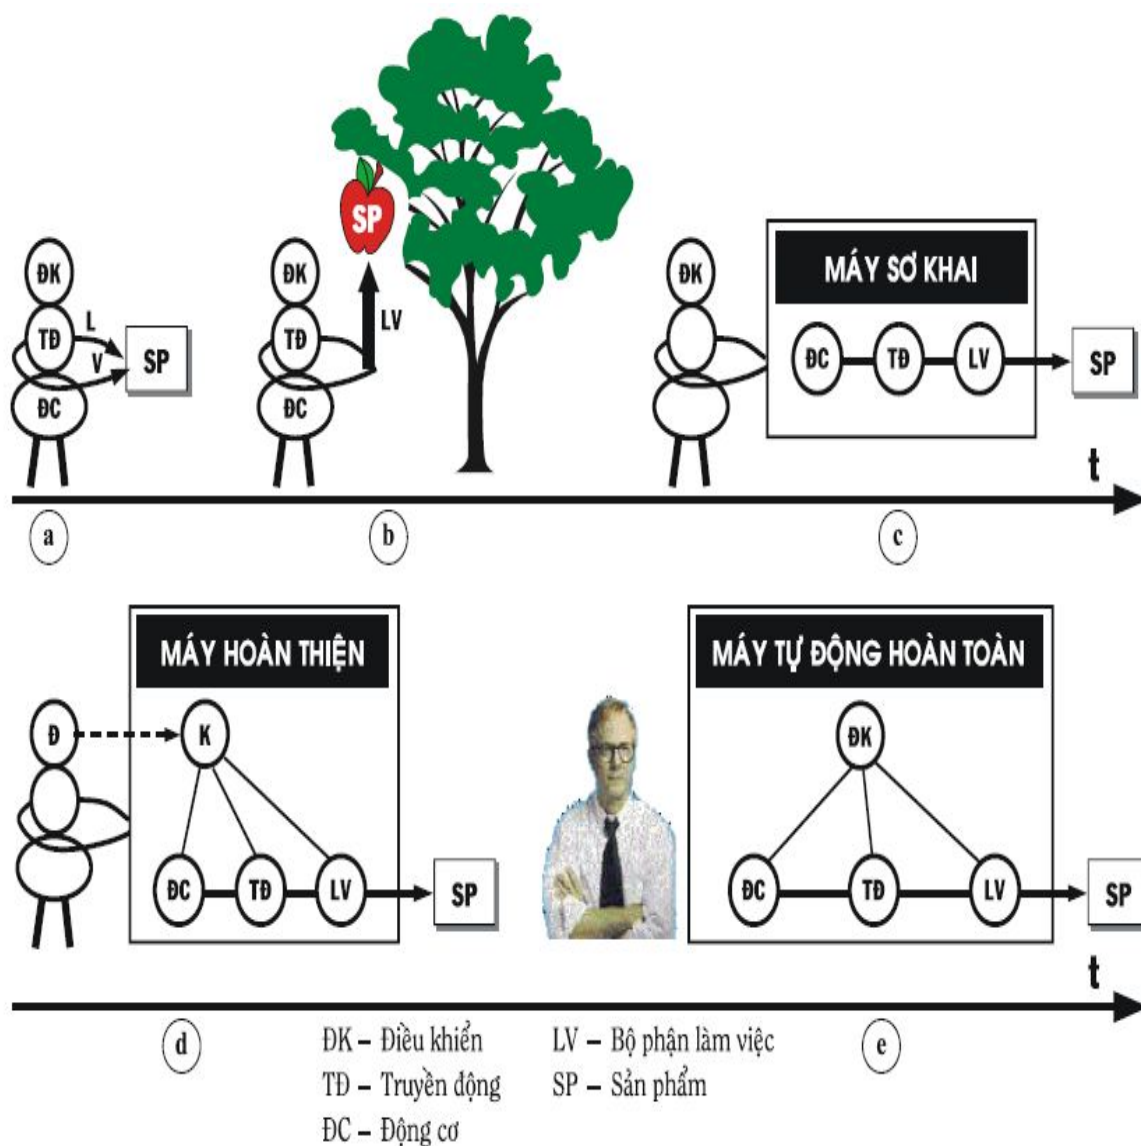 ĐK
TĐ
L
V
ĐC
SP
ĐK
TĐ
ĐC
LV
SP
ĐK
MÁY SƠ KHAI
ĐC
TĐ
LV
SP
t
a
b
c
MÁY HOÀN THIỆN
Đ
K
ĐC
TĐ
LV
SP
MÁY TỰ ĐỘNG HOÀN TOÀN
ĐK
ĐC
TĐ
LV
SP
t
d
e
ĐK – Điều khiển
TĐ – Truyền động
ĐC – Động cơ
LV – Bộ phận làm việc
SP – Sản phẩm